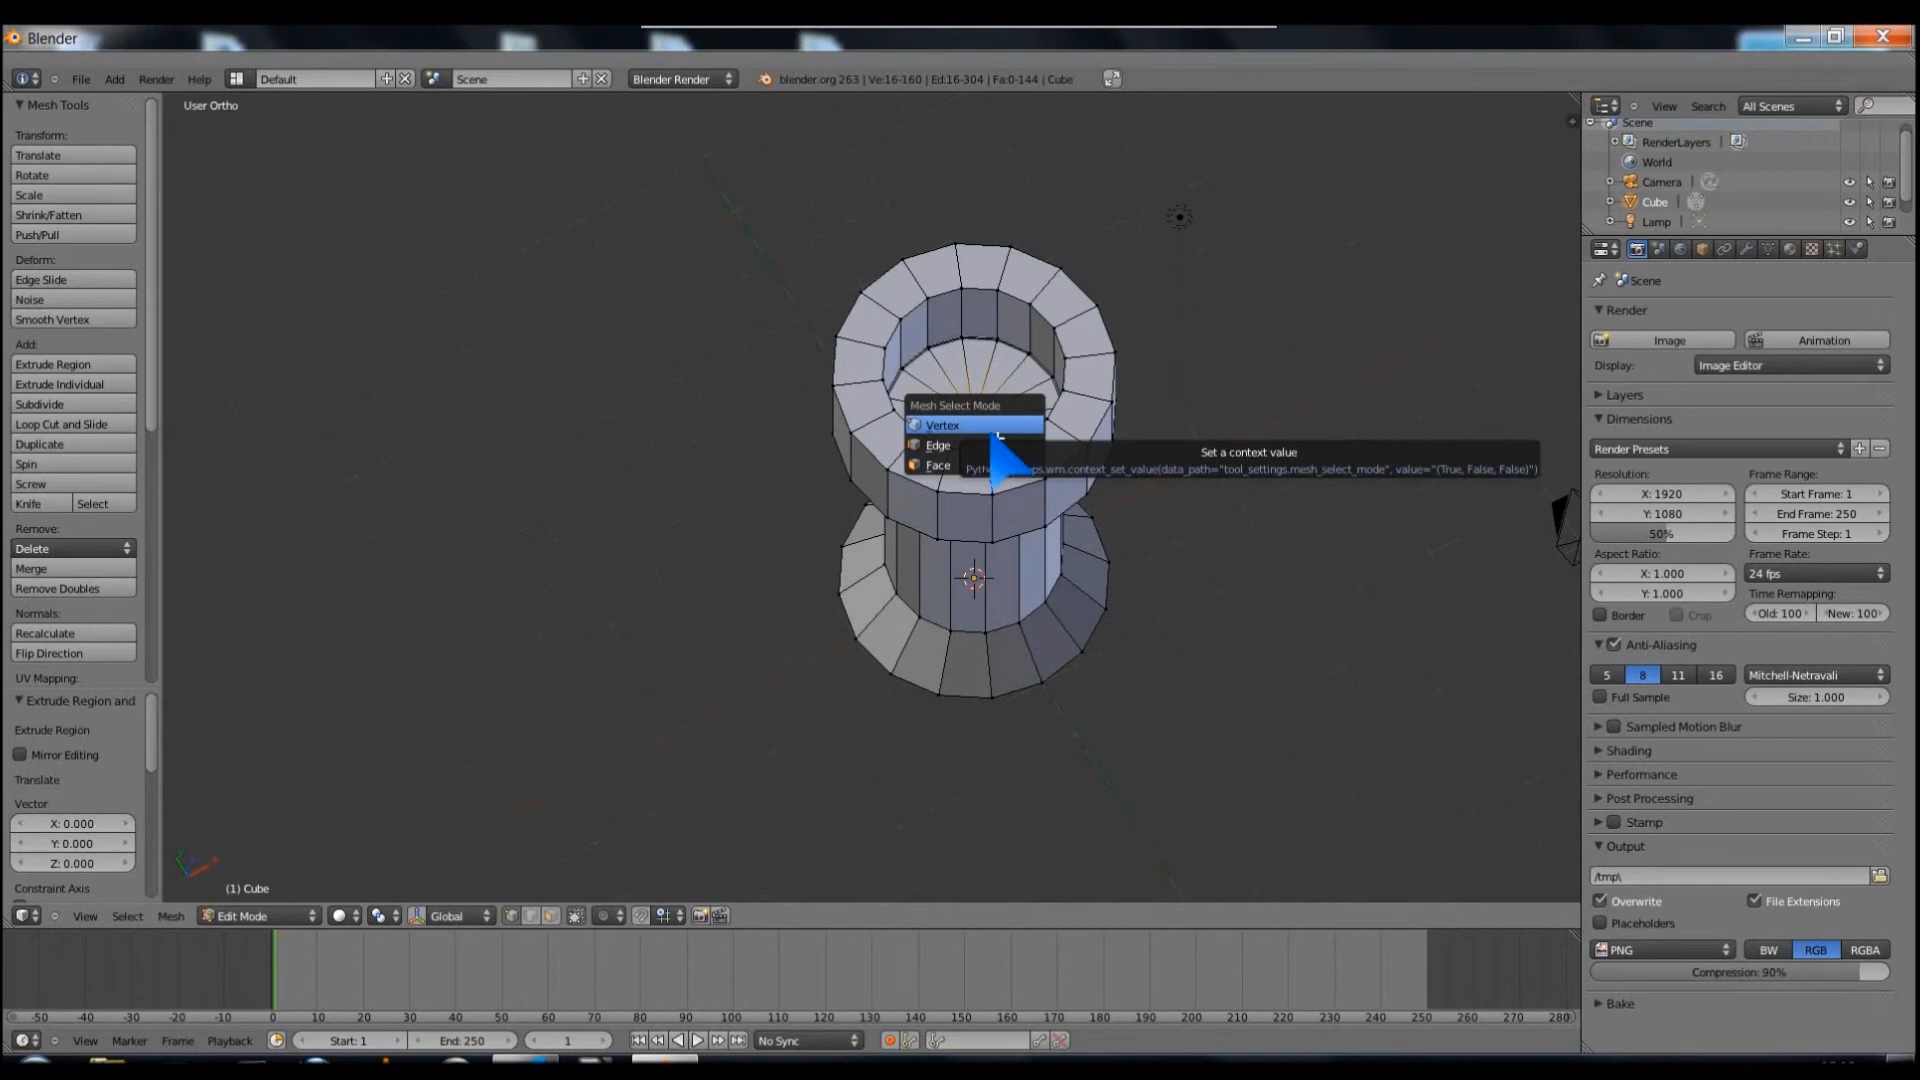 Blender
File Add Render Help Default Scene Blender Render blender.org 263 | Ve:16-160 | Ed:16-304 | Fa:0-144 | Cube
Mesh Tools
Transform:
Translate
Rotate
Scale
Shrink/Fatten
Push/Pull
Deform:
Edge Slide
Noise
Smooth Vertex
Add:
Extrude Region
Extrude Individual
Subdivide
Loop Cut and Slide
Duplicate
Spin
Screw
Knife Select
Remove:
Delete
Merge
Remove Doubles
Normals:
Recalculate
Flip Direction
UV Mapping:
Extrude Region and
Extrude Region
Mirror Editing
Translate
Vector
X: 0.000
Y: 0.000
Z: 0.000
Constraint Axis
User Ortho
Mesh Select Mode
Vertex
Edge
Face
Set a context value
ps.wm.context_set_value(data_path="tool_settings.mesh_select_mode", value="(True, False, False)")
(1) Cube
View Select Mesh Edit Mode Global
-50 -40 -30 -20 -10 0 10 20 30 40 50 60 70 80 90 100 110 120 130 140 150 160 170 180 190 200 210 220 230 240 250 260 270 280
View Marker Frame Playback Start: 1 End: 250 1 No Sync
View Search All Scenes
Scene
RenderLayers
World
Camera
Cube
Lamp
Scene
Render
Image Animation
Display: Image Editor
Layers
Dimensions
Render Presets
Resolution: Frame Range:
X: 1920 Start Frame: 1
Y: 1080 End Frame: 250
50% Frame Step: 1
Aspect Ratio: Frame Rate:
X: 1.000 24 fps
Y: 1.000 Time Remapping:
Border Crop Old: 100 New: 100
Anti-Aliasing
5 8 11 16 Mitchell-Netravali
Full Sample Size: 1.000
Sampled Motion Blur
Shading
Performance
Post Processing
Stamp
Output
/tmp\
Overwrite File Extensions
Placeholders
PNG BW RGB RGBA
Compression: 90%
Bake